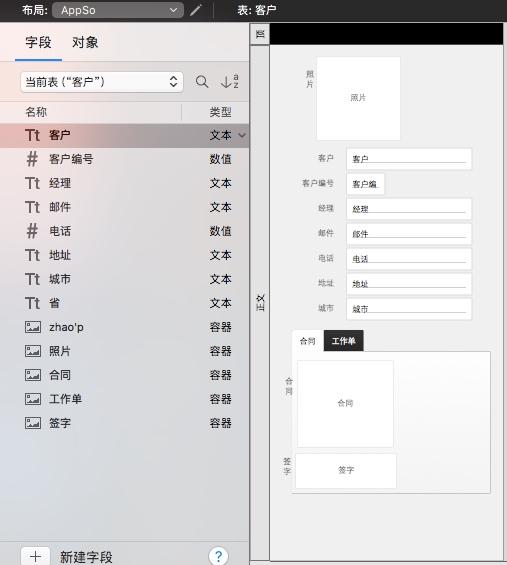 布局: AppSo 表: 客户
字段 对象
当前表 (“客户”)
名称 类型
Tt 客户 文本
# 客户编号 数值
Tt 经理 文本
Tt 邮件 文本
# 电话 数值
Tt 地址 文本
Tt 城市 文本
Tt 省 文本
zhao'p 容器
照片 容器
合同 容器
工作单 容器
签字 容器
+ 新建字段 ?
顶
正文
照片 照片
客户 客户
客户编号 客户编
经理 经理
邮件 邮件
电话 电话
地址 地址
城市 城市
合同 工作单
合同 合同
签字 签字